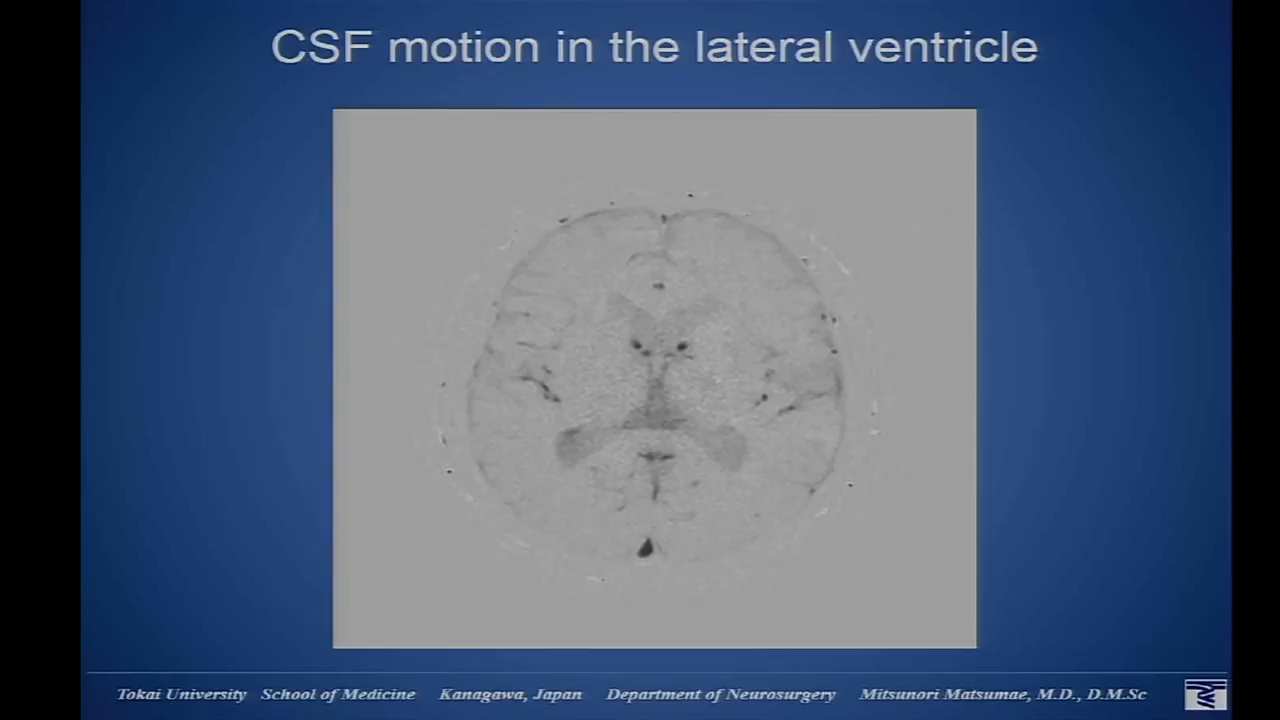 CSF motion in the lateral ventricle
Tokai University School of Medicine Kanagawa, Japan Department of Neurosurgery Mitsunori Matsumae, M.D., D.M.Sc